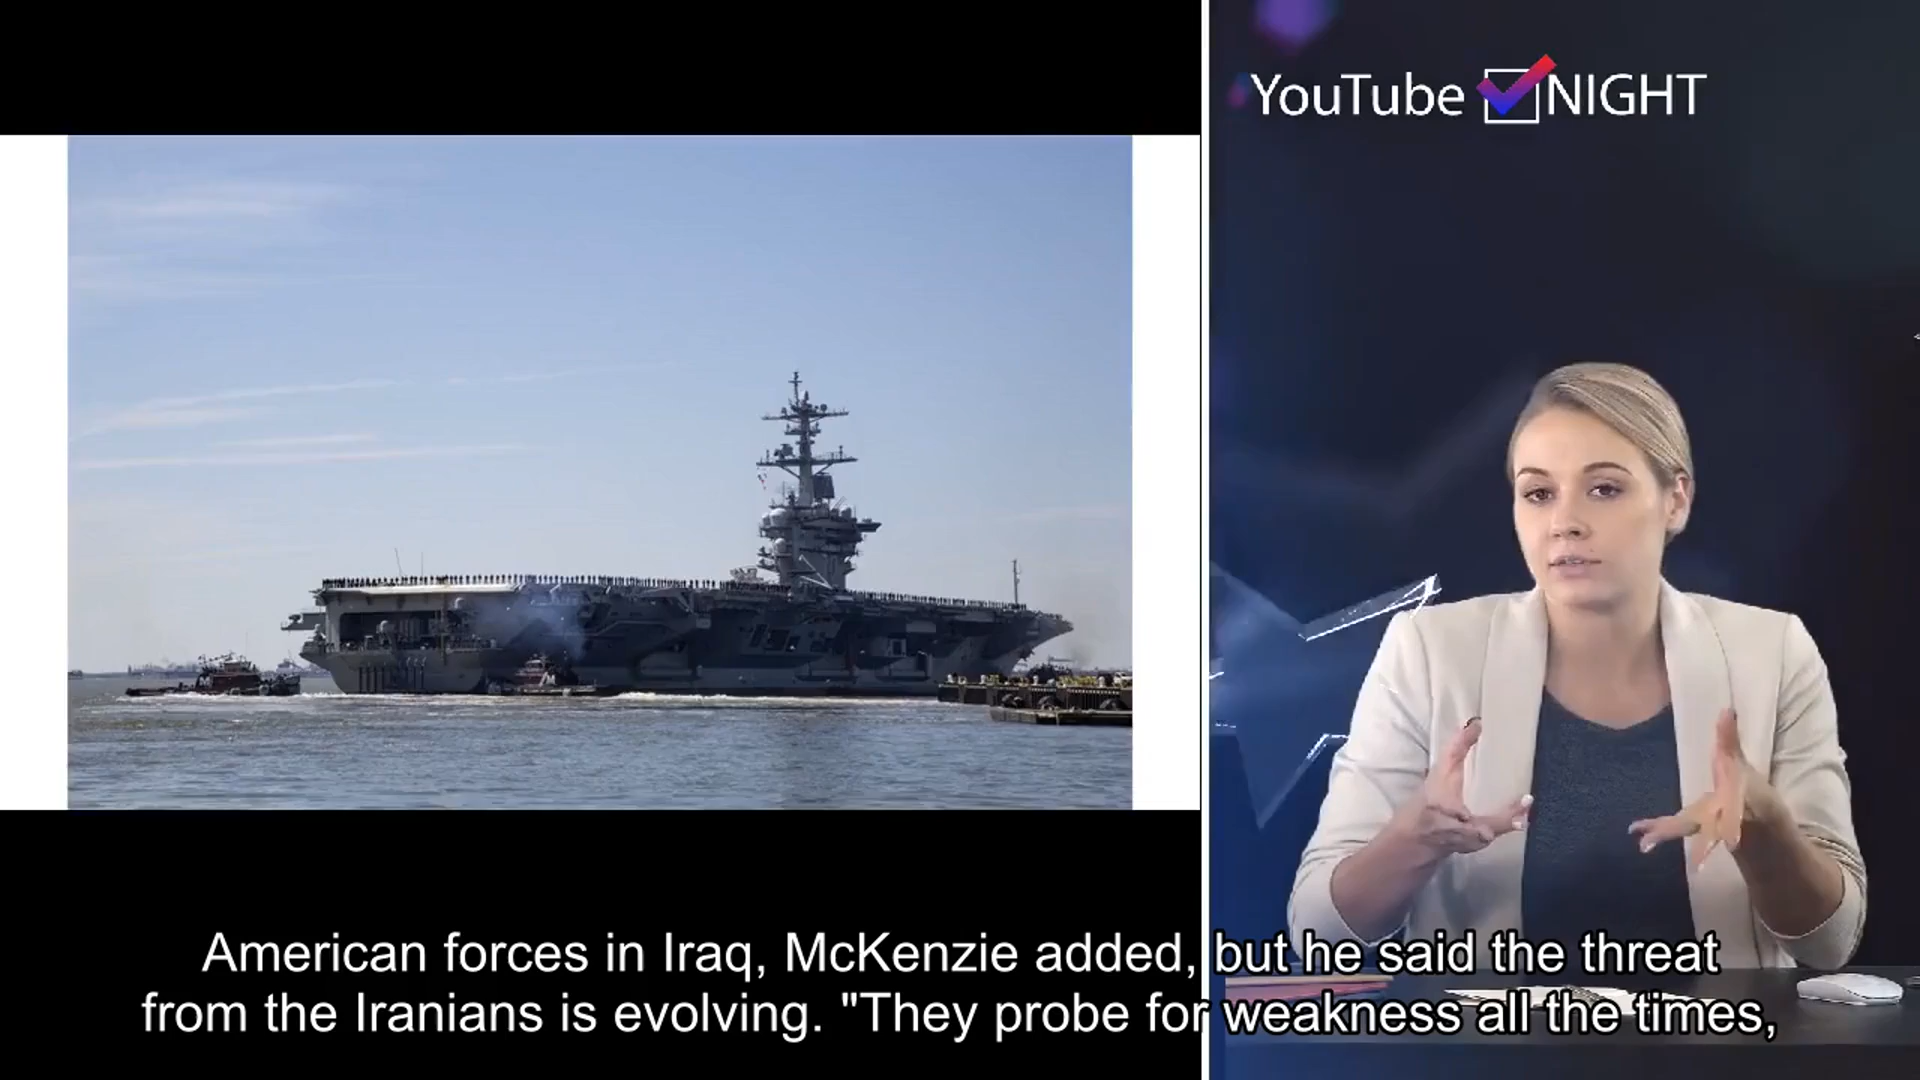 YouTube NIGHT
American forces in Iraq, McKenzie added, but he said the threat
from the Iranians is evolving. "They probe for weakness all the times,